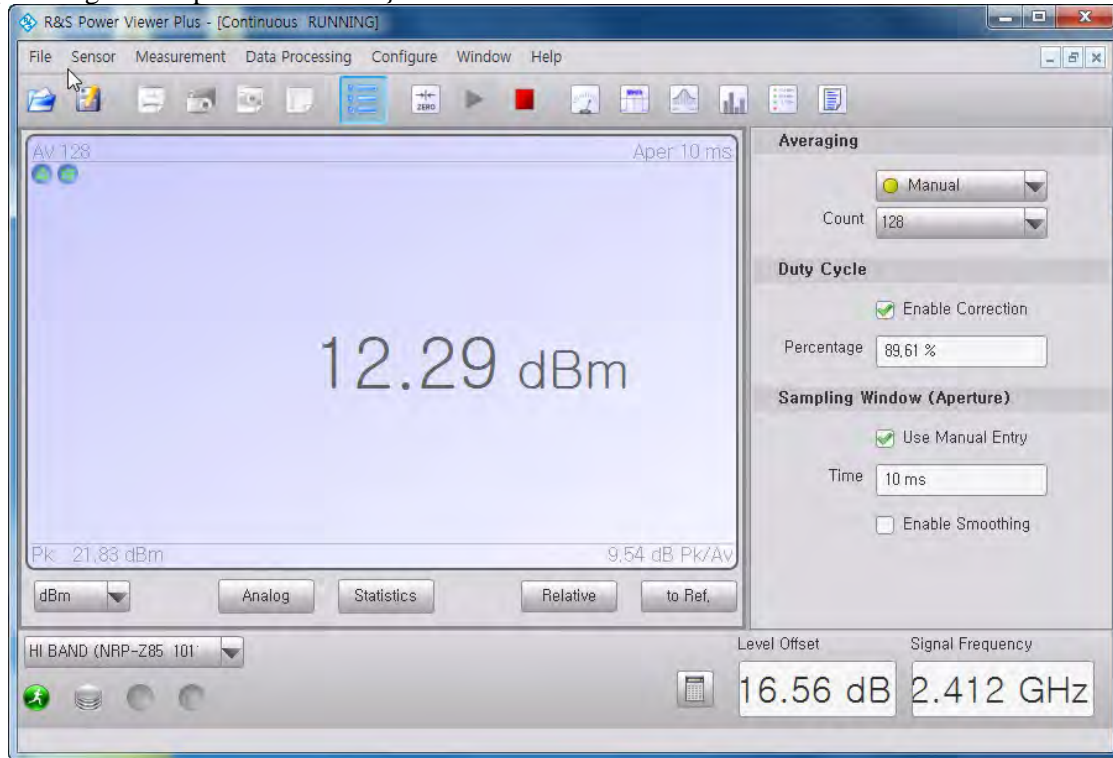 R&S Power Viewer Plus - [Continuous RUNNING]
File Sensor Measurement Data Processing Configure Window Help
ZERO
AV 128 Aper 10 ms
12.29 dBm
Pk 21,83 dBm 9,54 dB Pk/Av
dBm Analog Statistics Relative to Ref,
Averaging
Manual
Count 128
Duty Cycle
Enable Correction
Percentage 89,61 %
Sampling Window (Aperture)
Use Manual Entry
Time 10 ms
Enable Smoothing
HI BAND (NRP-Z85 101
Level Offset Signal Frequency
16.56 dB 2.412 GHz